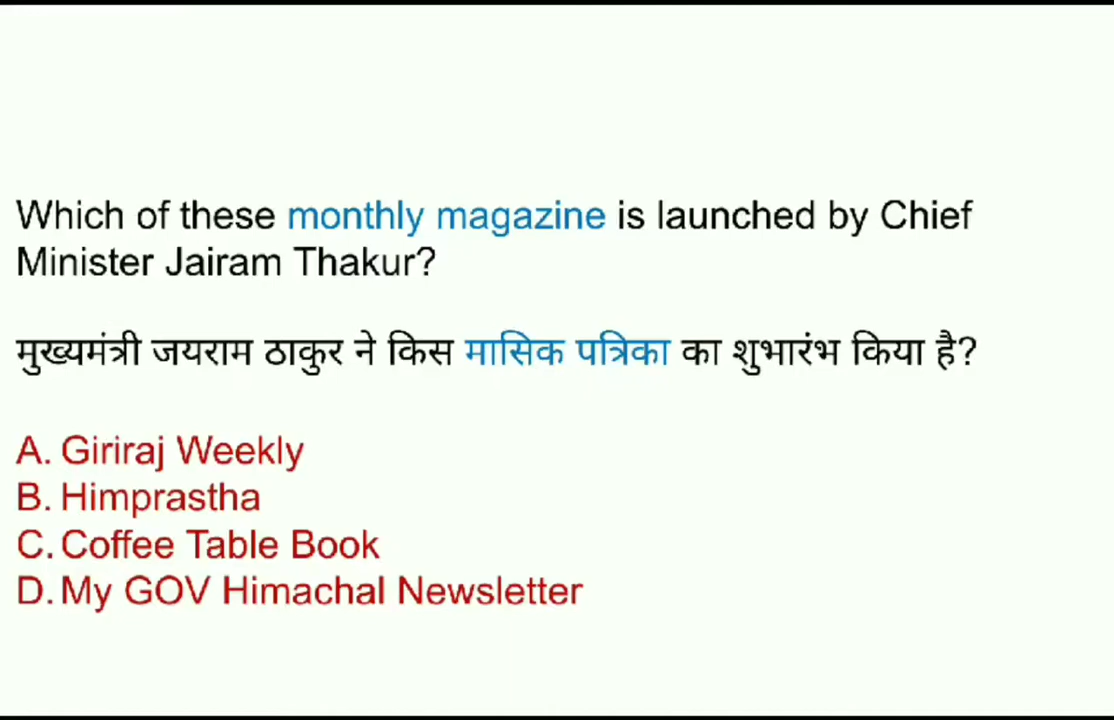 Which of these monthly magazine is launched by Chief
Minister Jairam Thakur?
मुख्यमंत्री जयराम ठाकुर ने किस मासिक पत्रिका का शुभारंभ किया है?
A. Giriraj Weekly
B. Himprastha
C. Coffee Table Book
D. My GOV Himachal Newsletter